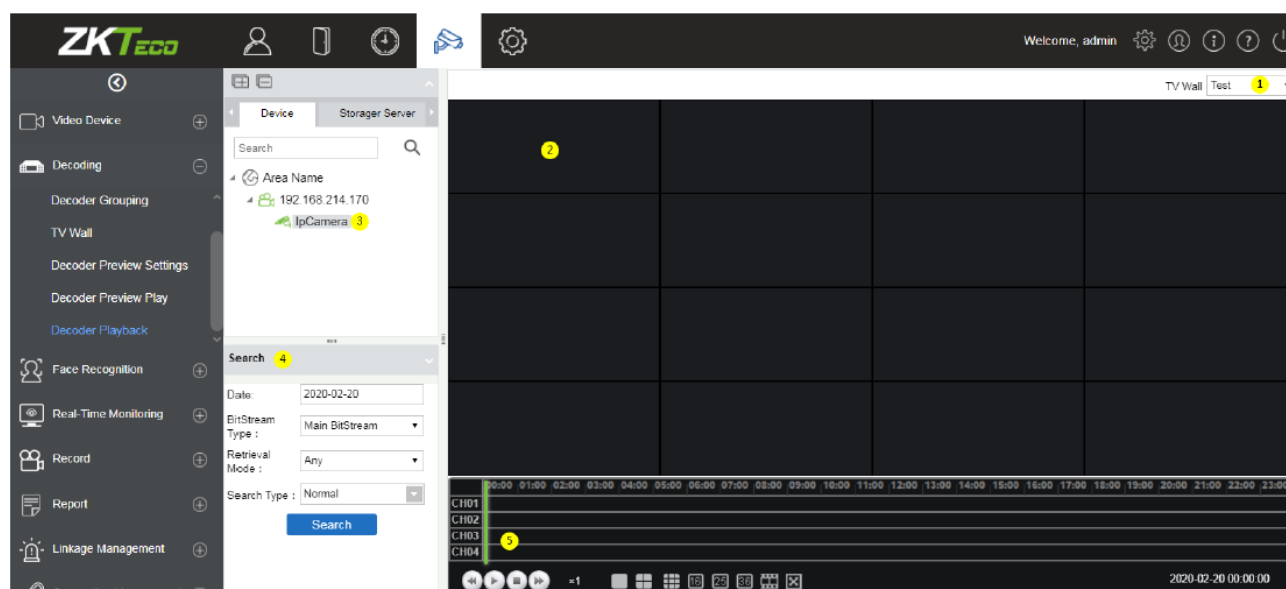 ZKTeco
Welcome, admin
TV Wall Test 1
Video Device
Decoding
Decoder Grouping
TV Wall
Decoder Preview Settings
Decoder Preview Play
Decoder Playback
Face Recognition
Real-Time Monitoring
Record
Report
Linkage Management
Device Storager Server
Search
Area Name
192.168.214.170
IpCamera 3
Search 4
Date: 2020-02-20
BitStream Type : Main BitStream
Retrieval Mode : Any
Search Type : Normal
Search
2
00:00 01:00 02:00 03:00 04:00 05:00 06:00 07:00 08:00 09:00 10:00 11:00 12:00 13:00 14:00 15:00 16:00 17:00 18:00 19:00 20:00 21:00 22:00 23:00
CH01
CH02
CH03
CH04
5
×1 16 25 36
2020-02-20 00:00:00